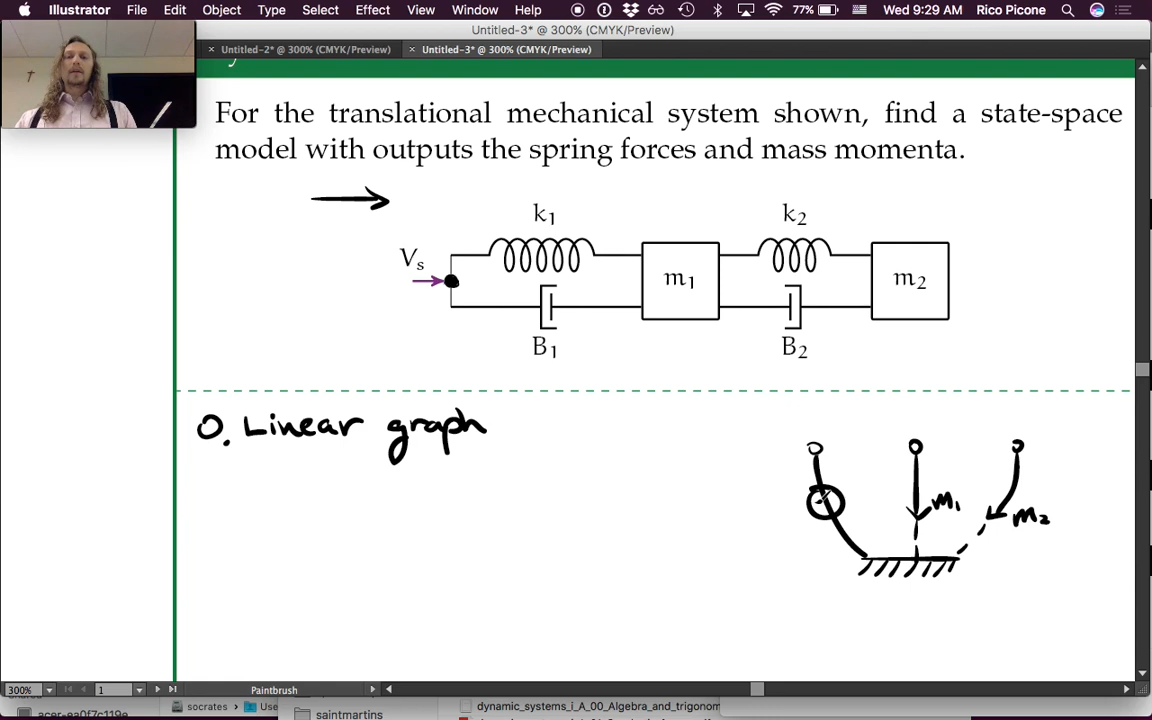 Illustrator File Edit Object Type Select Effect View Window Help 77% Wed 9:29 AM Rico Picone
Untitled-3* @ 300% (CMYK/Preview)
× Untitled-2* @ 300% (CMYK/Preview) × Untitled-3* @ 300% (CMYK/Preview)
For the translational mechanical system shown, find a state-space
model with outputs the spring forces and mass momenta.
k₁ k₂
Vₛ
m₁ m₂
B₁ B₂
0. Linear graph
m₁
m₂
300% 1 Paintbrush
socrates
saintmartins
dynamic_systems_i_A_00_Algebra_and_trigonom
acer-ea0f7c119e